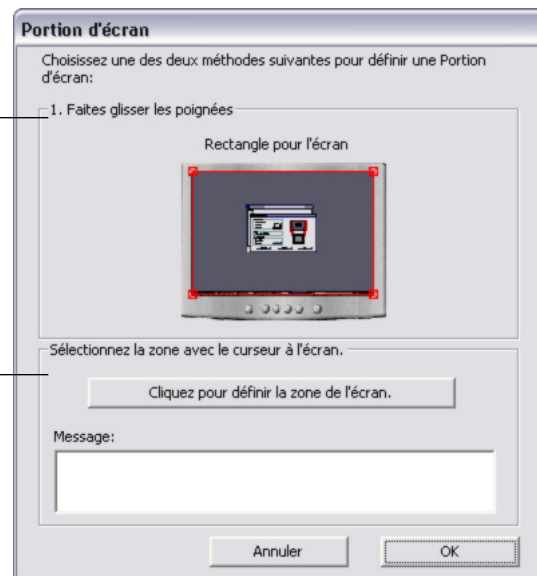 Portion d'écran
Choisissez une des deux méthodes suivantes pour définir une Portion
d'écran:
1. Faites glisser les poignées
Rectangle pour l'écran
Sélectionnez la zone avec le curseur à l'écran.
Cliquez pour définir la zone de l'écran.
Message:
Annuler
OK